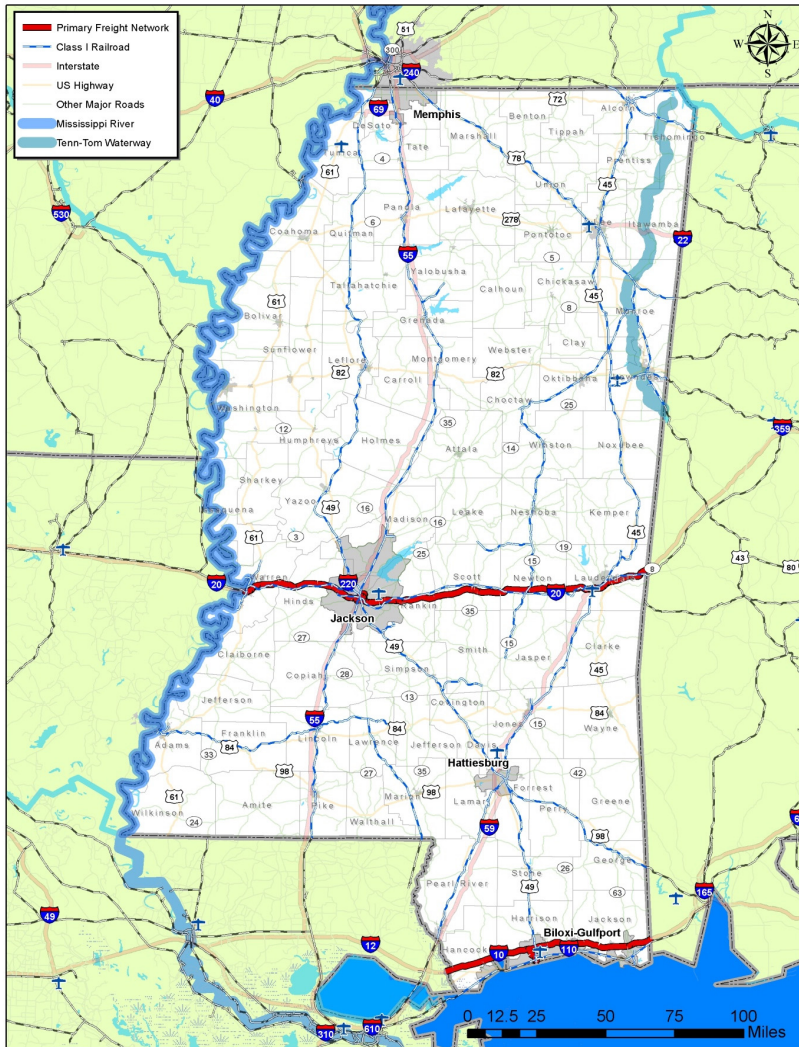 Primary Freight Network
Class I Railroad
Interstate
US Highway
Other Major Roads
Mississippi River
Tenn-Tom Waterway
N
W E
S
51
300
240
40
69
72
Memphis
DeSoto
Benton
Alcorn
Tishomingo
Marshall
Tippah
Tunica
Tate
4
Prentiss
61
78
45
Union
530
Panola
Lafayette
6
278
Coahoma
Quitman
Pontotoc
Itawamba
22
55
5
Yalobusha
Chickasaw
Tallahatchie
Calhoun
45
61
8
Monroe
Bolivar
Grenada
Clay
Sunflower
Leflore
Montgomery
Webster
82
82
Carroll
Oktibbeha
Lowndes
Choctaw
25
Washington
12
35
359
Humphreys
Holmes
Attala
14
Winston
Noxubee
Sharkey
Yazoo
Issaquena
49
16
Madison
16
Leake
Neshoba
Kemper
45
61
3
25
19
43
15
80
20
Warren
220
Scott
Newton
Lauderdale
8
Hinds
Rankin
20
Jackson
35
27
49
15
Claiborne
Smith
Clarke
Simpson
Jasper
45
Copiah
28
Jefferson
13
Covington
55
Jones
15
84
Franklin
Lincoln
84
Wayne
Adams
84
Lawrence
Jefferson Davis
33
Hattiesburg
98
27
35
42
61
Marion
98
Forrest
Wilkinson
Amite
Pike
Lamar
Perry
Greene
24
Walthall
59
98
George
26
Pearl River
Stone
49
63
165
49
Harrison
Jackson
12
Biloxi-Gulfport
Hancock
10
110
310
610
0 12.5 25 50 75 100
Miles